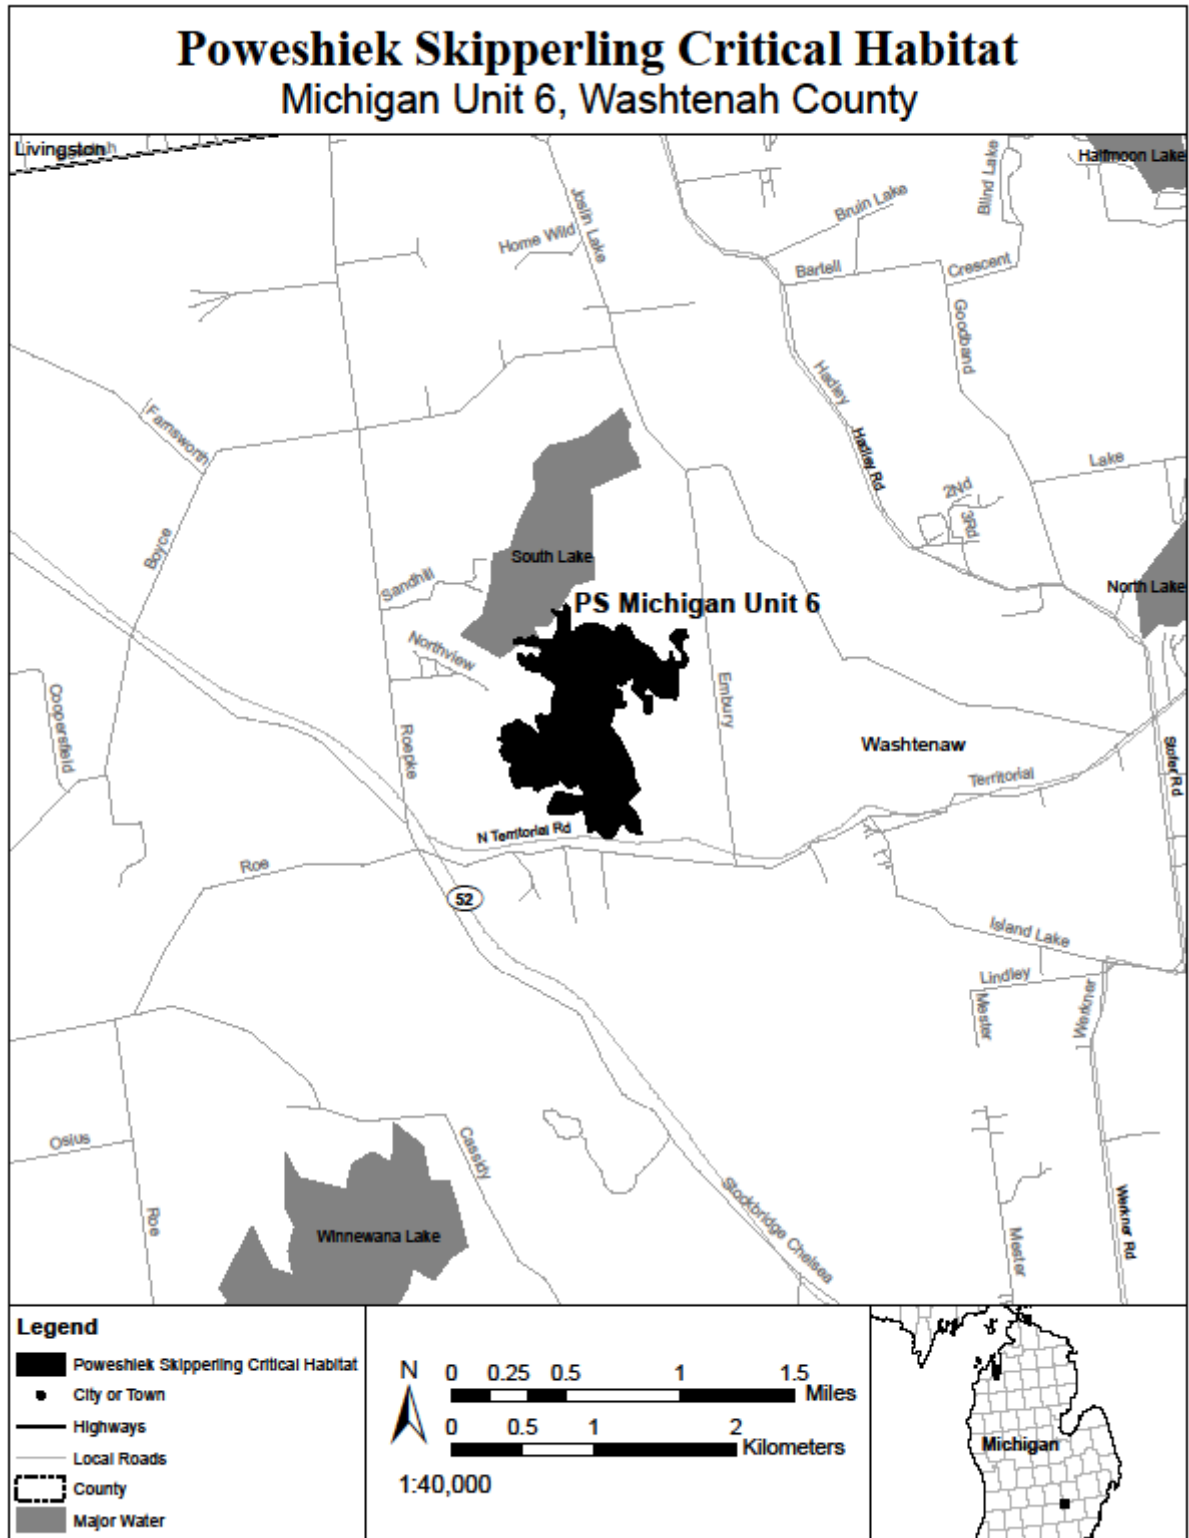 Poweshiek Skipperling Critical Habitat
Michigan Unit 6, Washtenah County
Livingston
Halfmoon Lake
Blind Lake
Bruin Lake
Joslin Lake
Home Wild
Bartell
Crescent
Goodband
Hadley
Hadley Rd
Farnsworth
Lake
2Nd
3Rd
Boyce
South Lake
Sandhill
North Lake
PS Michigan Unit 6
Northview
Coopersfield
Embury
Roepke
Washtenaw
Stofer Rd
Territorial
N Territorial Rd
Roe
52
Island Lake
Lindley
Mester
Werkner
Osius
Cassidy
Stockbridge Chelsea
Roe
Winnewana Lake
Mester
Werkner Rd
Legend
Poweshiek Skipperling Critical Habitat
City or Town
Highways
Local Roads
County
Major Water
N
0 0.25 0.5 1 1.5
Miles
0 0.5 1 2
Kilometers
1:40,000
Michigan